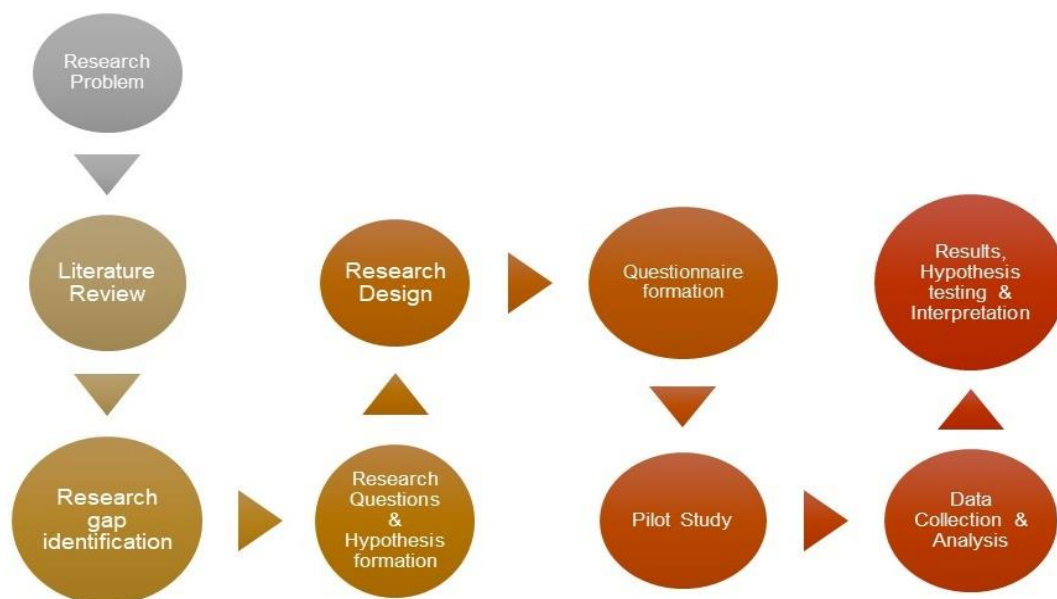 Research
Problem
Literature
Review
Research
gap
identification
Research
Questions
&
Hypothesis
formation
Research
Design
Questionnaire
formation
Pilot Study
Data
Collection &
Analysis
Results,
Hypothesis
testing &
Interpretation